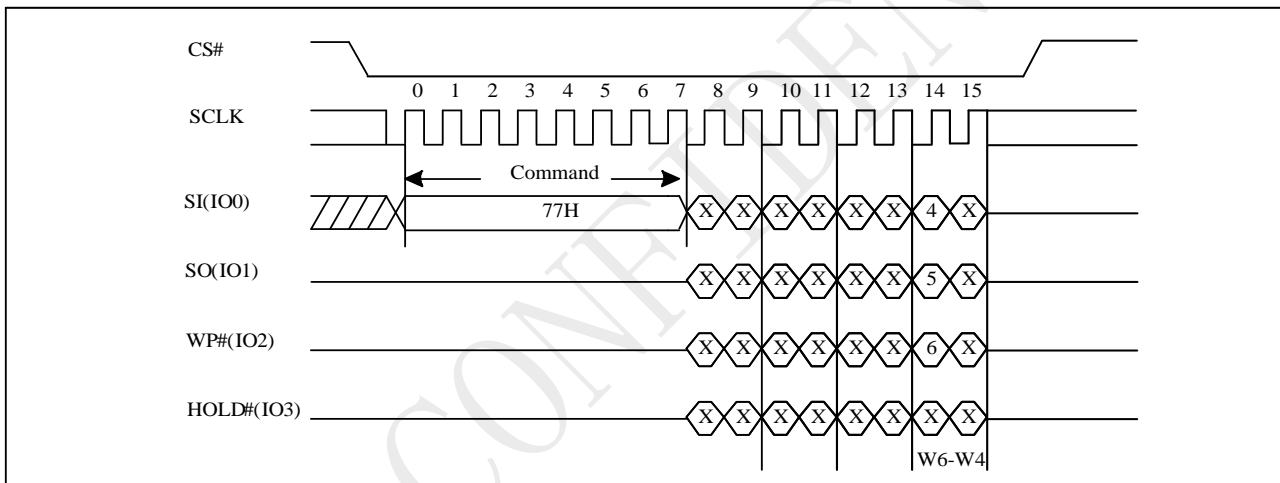 CS#
0 1 2 3 4 5 6 7 8 9 10 11 12 13 14 15
SCLK
Command
SI(IO0)
77H
X X X X X X 4 X
SO(IO1)
X X X X X X 5 X
WP#(IO2)
X X X X X X 6 X
HOLD#(IO3)
X X X X X X X X
W6-W4
CONFIDEN